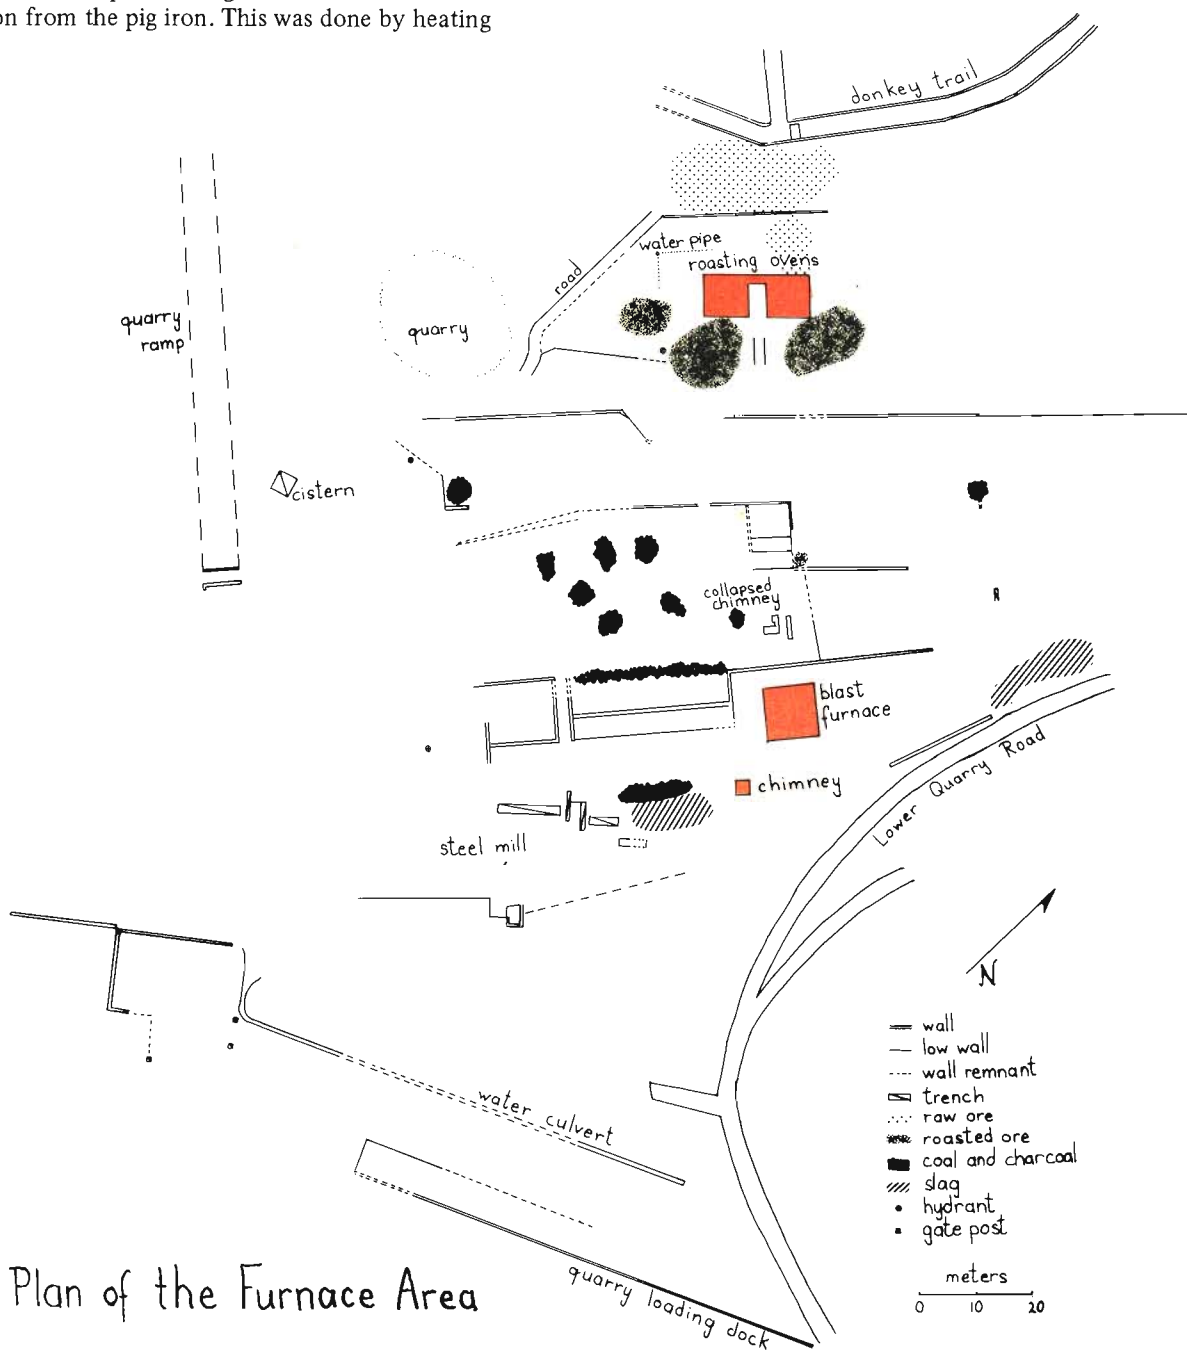 on from the pig iron. This was done by heating
donkey trail
water pipe
roasting ovens
road
quarry
quarry
ramp
cistern
collapsed
chimney
blast
furnace
chimney
Lower Quarry Road
steel mill
N
wall
low wall
wall remnant
trench
raw ore
roasted ore
coal and charcoal
slag
hydrant
gate post
water culvert
meters
0 10 20
quarry loading dock
Plan of the Furnace Area